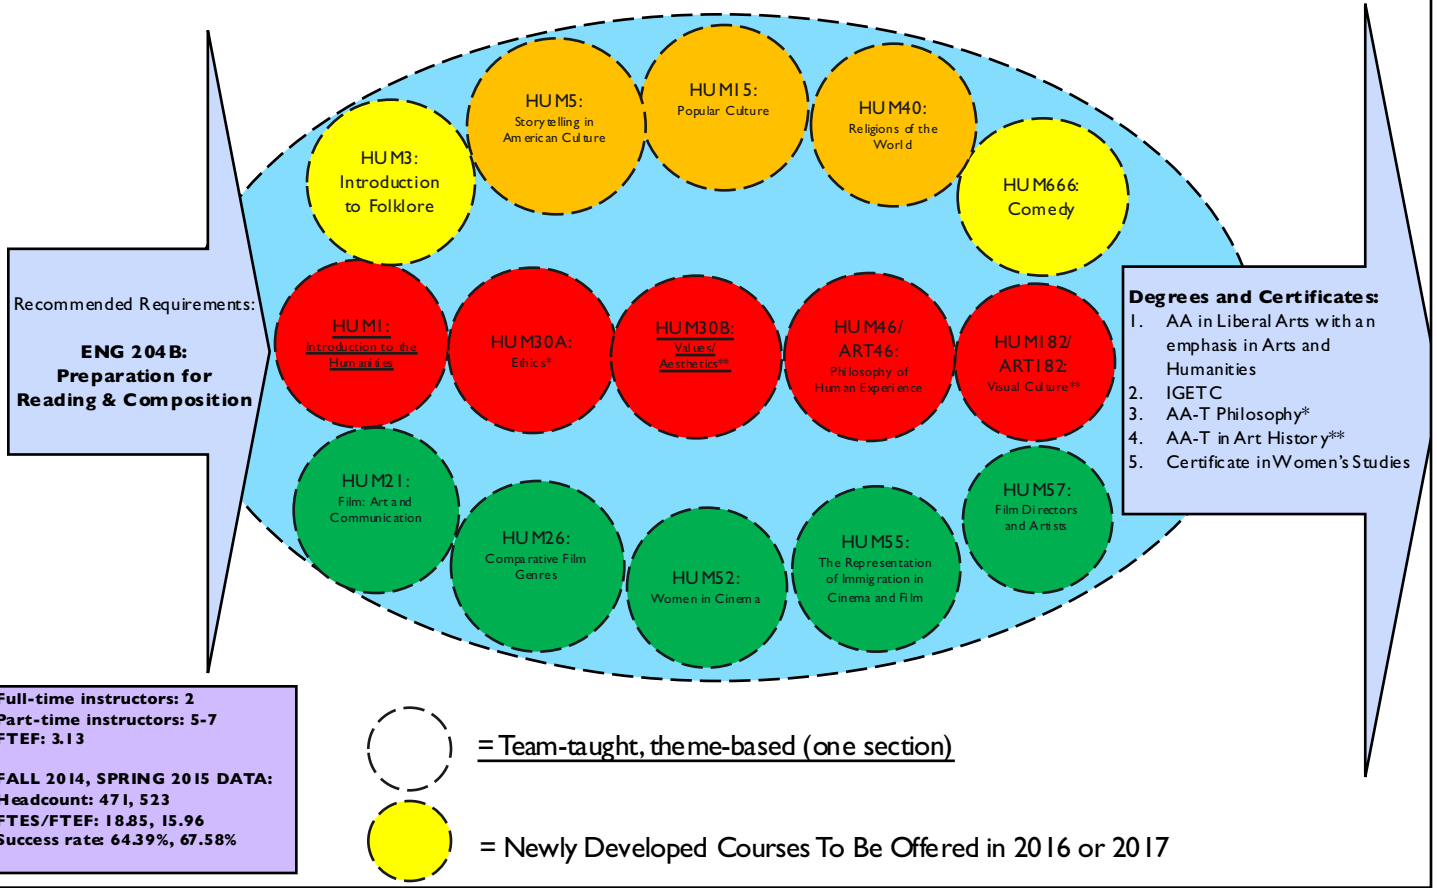 Recommended Requirements:
ENG 204B:
Preparation for
Reading & Composition
HUM3:
Introduction
to Folklore
HUM5:
Storytelling in
American Culture
HUM15:
Popular Culture
HUM40:
Religions of the
World
HUM666:
Comedy
HUM1:
Introduction to the
Humanities
HUM30A:
Ethics*
HUM30B:
Values/
Aesthetics**
HUM46/
ART46:
Philosophy of
Human Experience
HUM182/
ART182:
Visual Culture**
HUM21:
Film: Art and
Communication
HUM26:
Comparative Film
Genres
HUM52:
Women in Cinema
HUM55:
The Representation
of Immigration in
Cinema and Film
HUM57:
Film Directors
and Artists
Degrees and Certificates:
1. AA in Liberal Arts with an
emphasis in Arts and
Humanities
2. IGETC
3. AA-T Philosophy*
4. AA-T in Art History**
5. Certificate in Women's Studies
Full-time instructors: 2
Part-time instructors: 5-7
FTEF: 3.13
FALL 2014, SPRING 2015 DATA:
Headcount: 471, 523
FTES/FTEF: 18.85, 15.96
Success rate: 64.39%, 67.58%
= Team-taught, theme-based (one section)
= Newly Developed Courses To Be Offered in 2016 or 2017